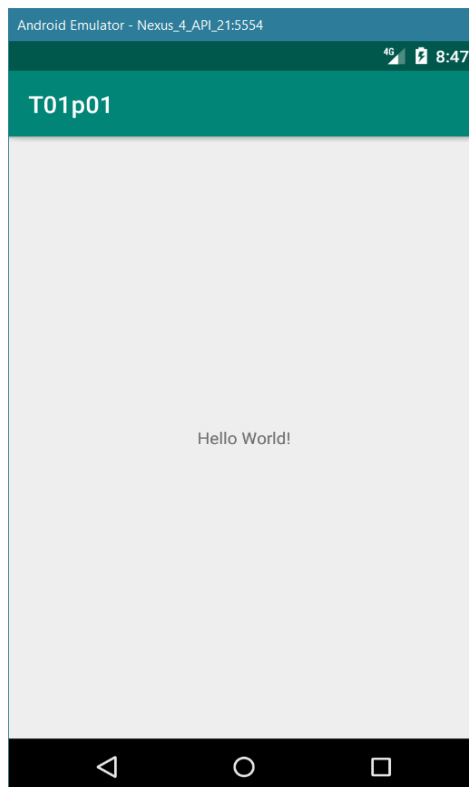 Android Emulator - Nexus_4_API_21:5554
4G 8:47
T01p01
Hello World!